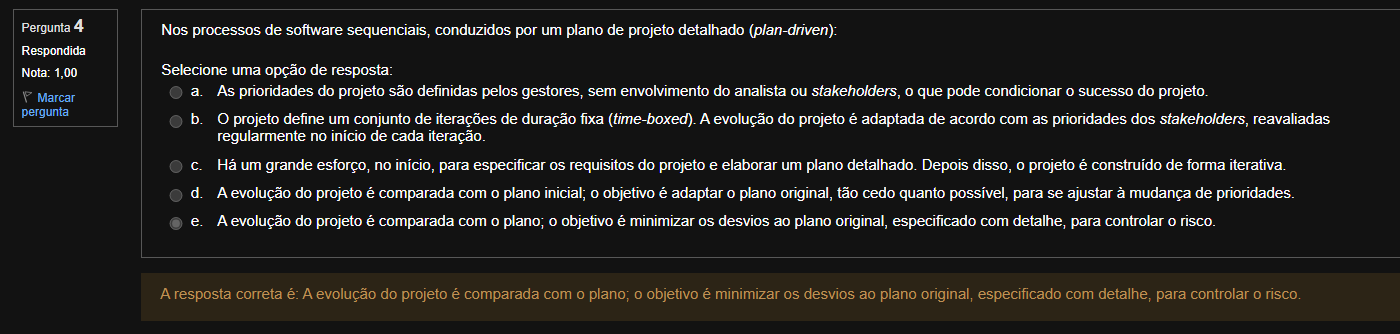 Pergunta 4
Respondida
Nota: 1,00
Marcar
pergunta
Nos processos de software sequenciais, conduzidos por um plano de projeto detalhado (plan-driven):
Selecione uma opção de resposta:
a. As prioridades do projeto são definidas pelos gestores, sem envolvimento do analista ou stakeholders, o que pode condicionar o sucesso do projeto.
b. O projeto define um conjunto de iterações de duração fixa (time-boxed). A evolução do projeto é adaptada de acordo com as prioridades dos stakeholders, reavaliadas
regularmente no início de cada iteração.
c. Há um grande esforço, no início, para especificar os requisitos do projeto e elaborar um plano detalhado. Depois disso, o projeto é construído de forma iterativa.
d. A evolução do projeto é comparada com o plano inicial; o objetivo é adaptar o plano original, tão cedo quanto possível, para se ajustar à mudança de prioridades.
e. A evolução do projeto é comparada com o plano; o objetivo é minimizar os desvios ao plano original, especificado com detalhe, para controlar o risco.
A resposta correta é: A evolução do projeto é comparada com o plano; o objetivo é minimizar os desvios ao plano original, especificado com detalhe, para controlar o risco.